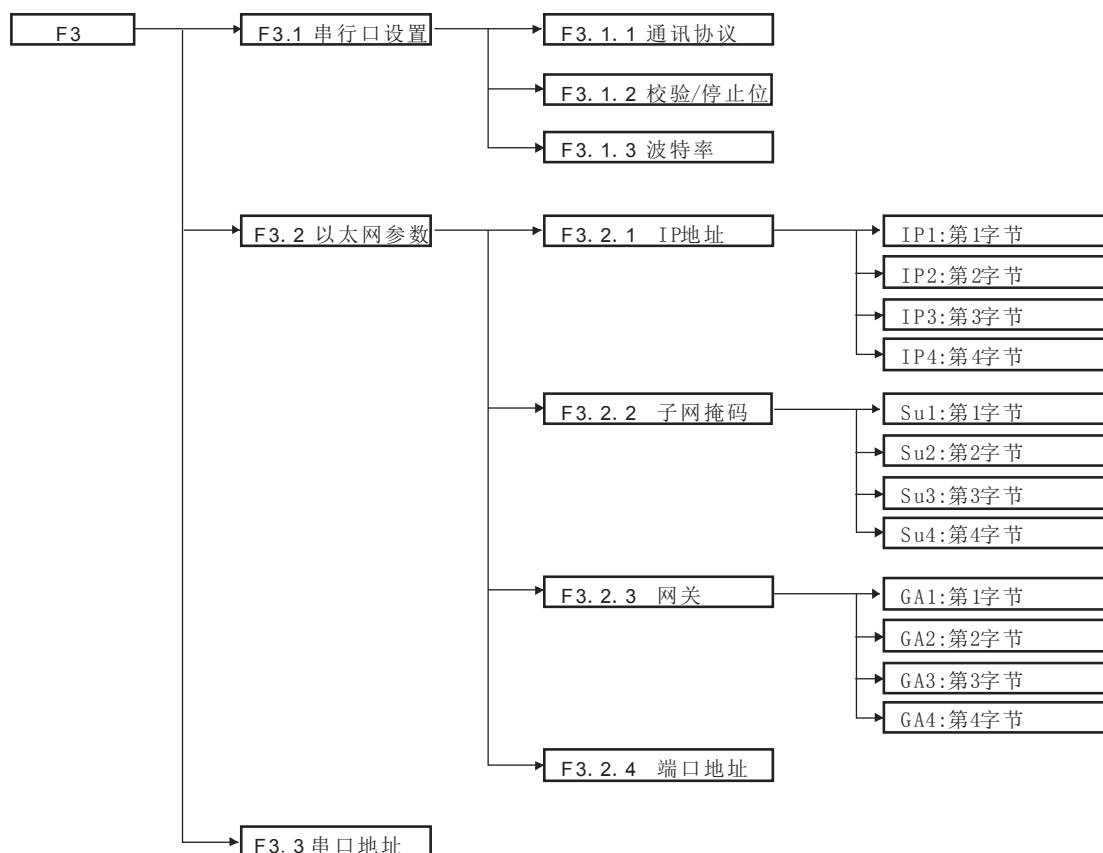 F3
F3.1 串行口设置
F3.1.1 通讯协议
F3.1.2 校验/停止位
F3.1.3 波特率
F3.2 以太网参数
F3.2.1 IP地址
IP1:第1字节
IP2:第2字节
IP3:第3字节
IP4:第4字节
F3.2.2 子网掩码
Su1:第1字节
Su2:第2字节
Su3:第3字节
Su4:第4字节
F3.2.3 网关
GA1:第1字节
GA2:第2字节
GA3:第3字节
GA4:第4字节
F3.2.4 端口地址
F3.3 串口地址